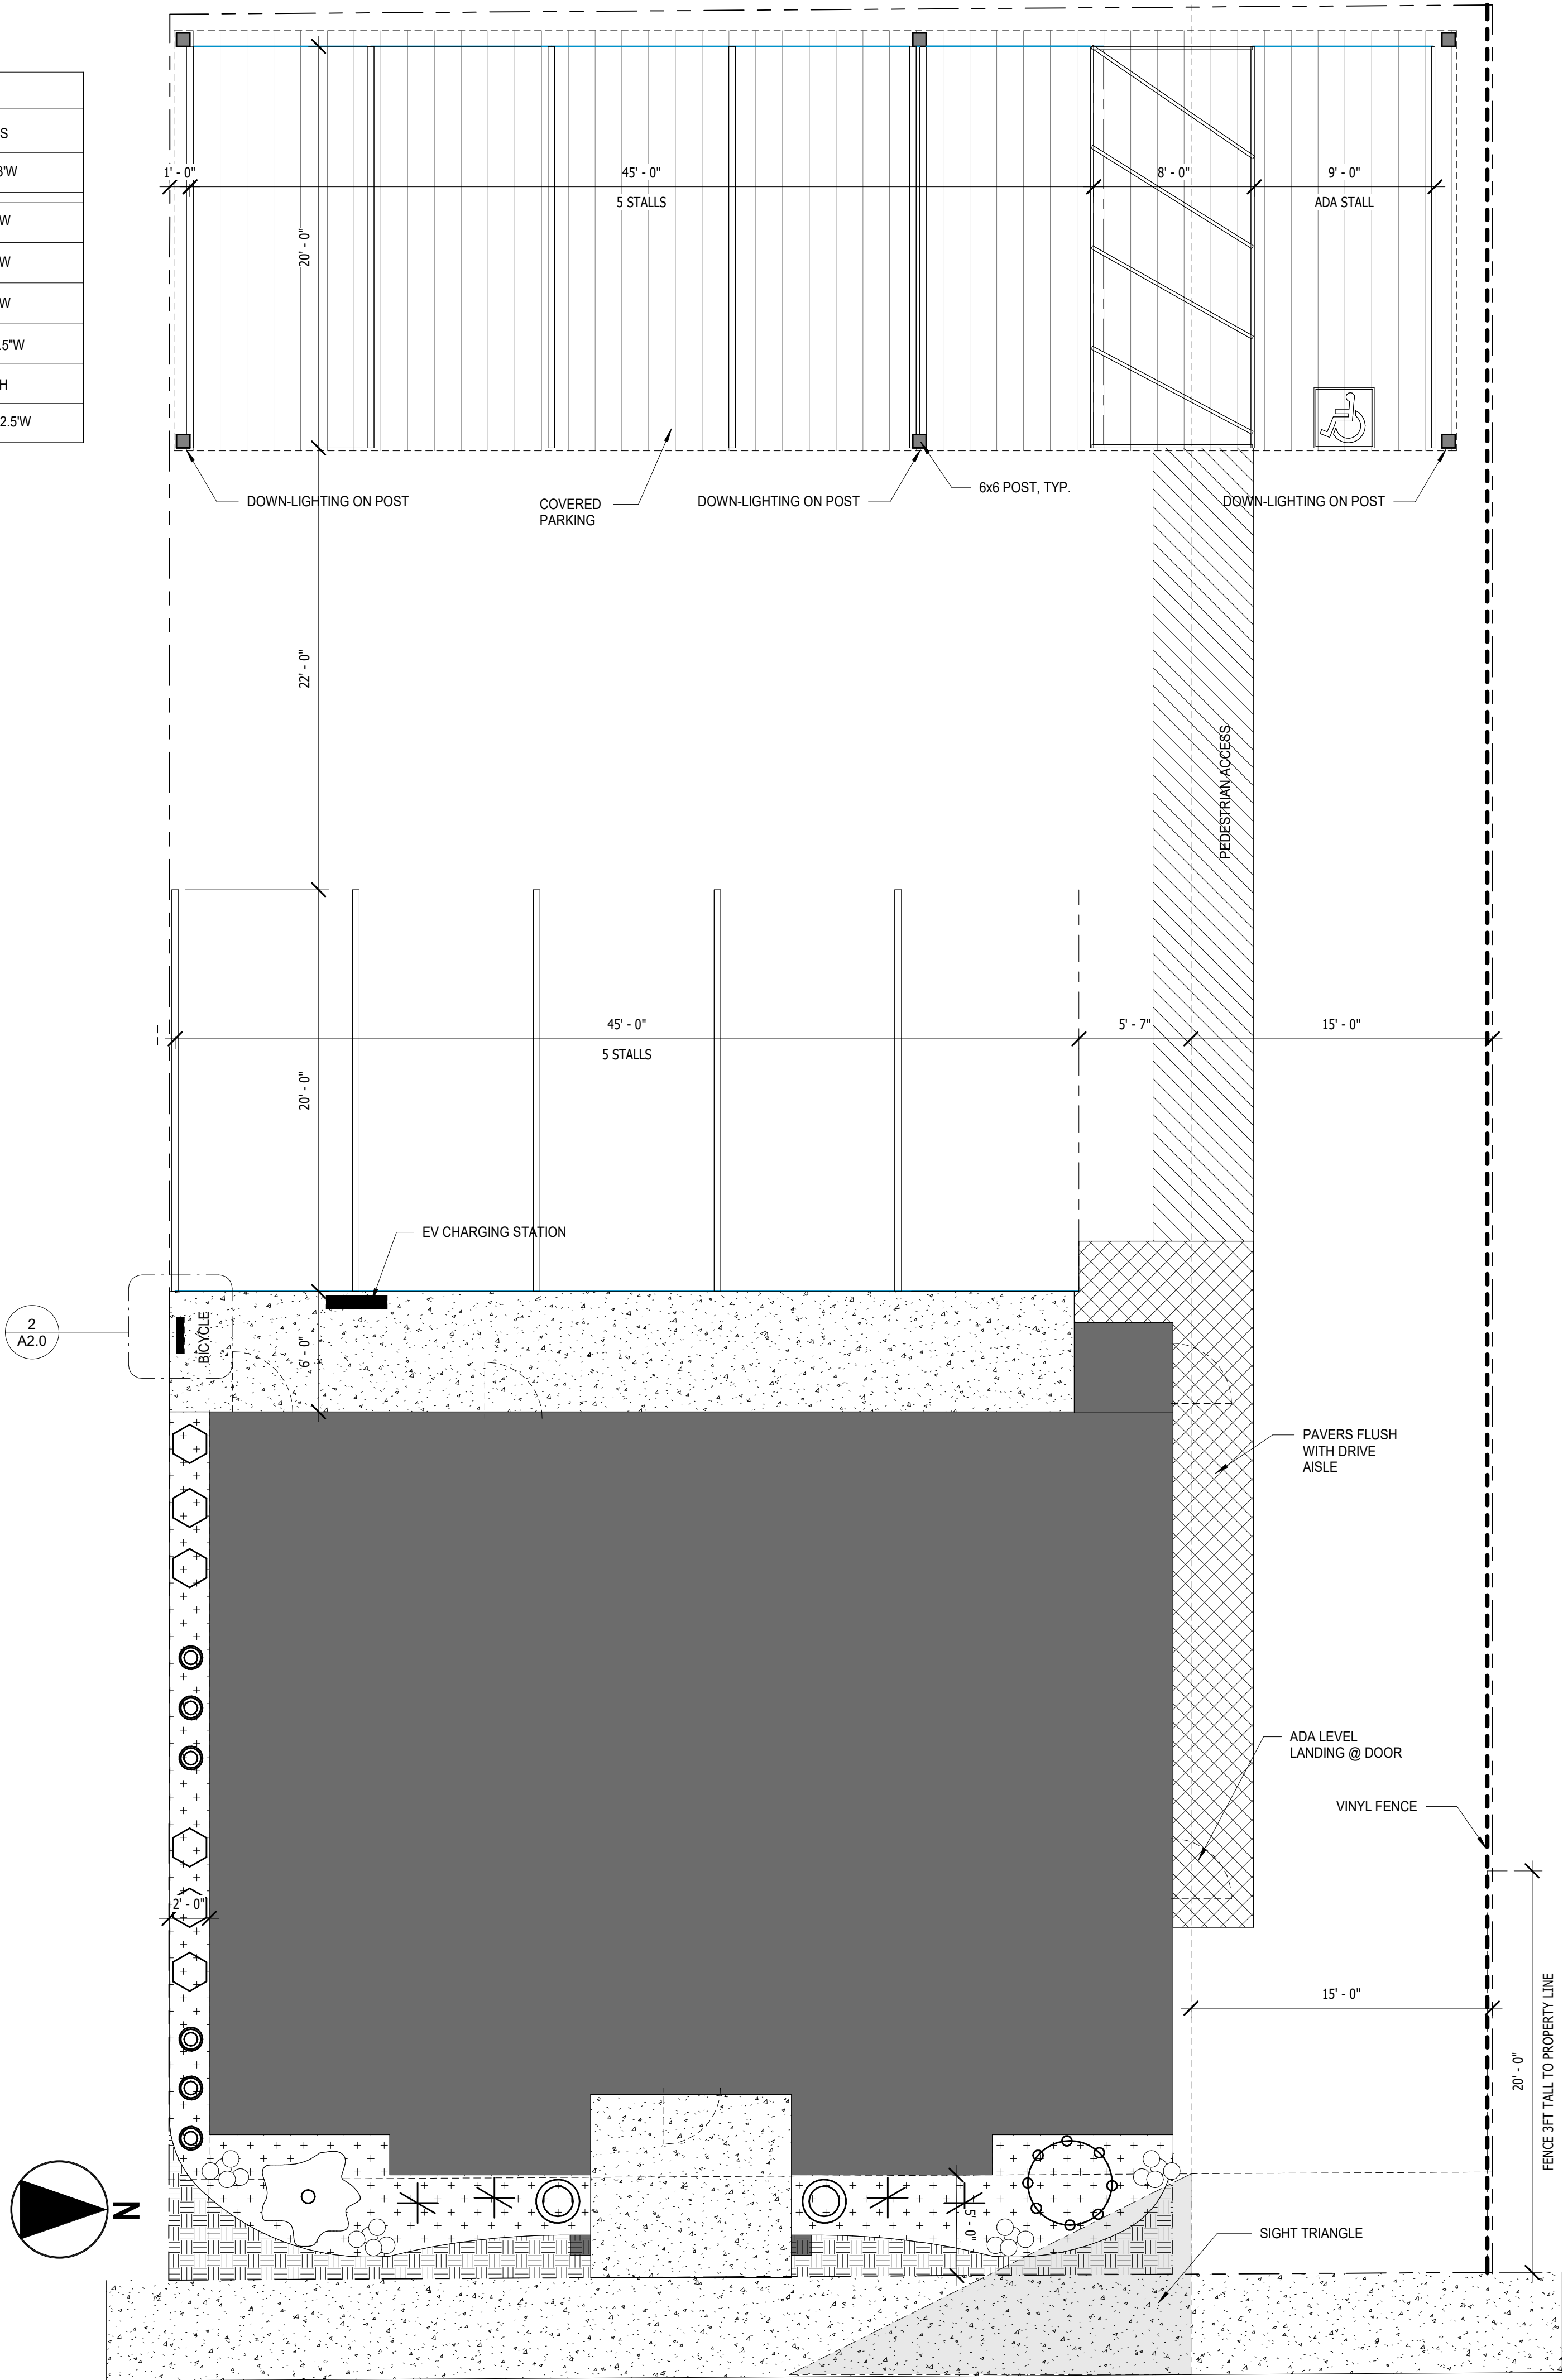 S
3'W
W
W
W
.5"W
H
2.5'W
1' - 0"
45' - 0"
5 STALLS
8' - 0"
9' - 0"
ADA STALL
20' - 0"
DOWN-LIGHTING ON POST
COVERED
PARKING
DOWN-LIGHTING ON POST
6x6 POST, TYP.
DOWN-LIGHTING ON POST
22' - 0"
PEDESTRIAN ACCESS
45' - 0"
5 STALLS
5' - 7"
15' - 0"
20' - 0"
EV CHARGING STATION
2
A2.0
BICYCLE
6' - 0"
PAVERS FLUSH
WITH DRIVE
AISLE
ADA LEVEL
LANDING @ DOOR
VINYL FENCE
2' - 0"
15' - 0"
20' - 0"
FENCE 3FT TALL TO PROPERTY LINE
N
5' - 0"
SIGHT TRIANGLE